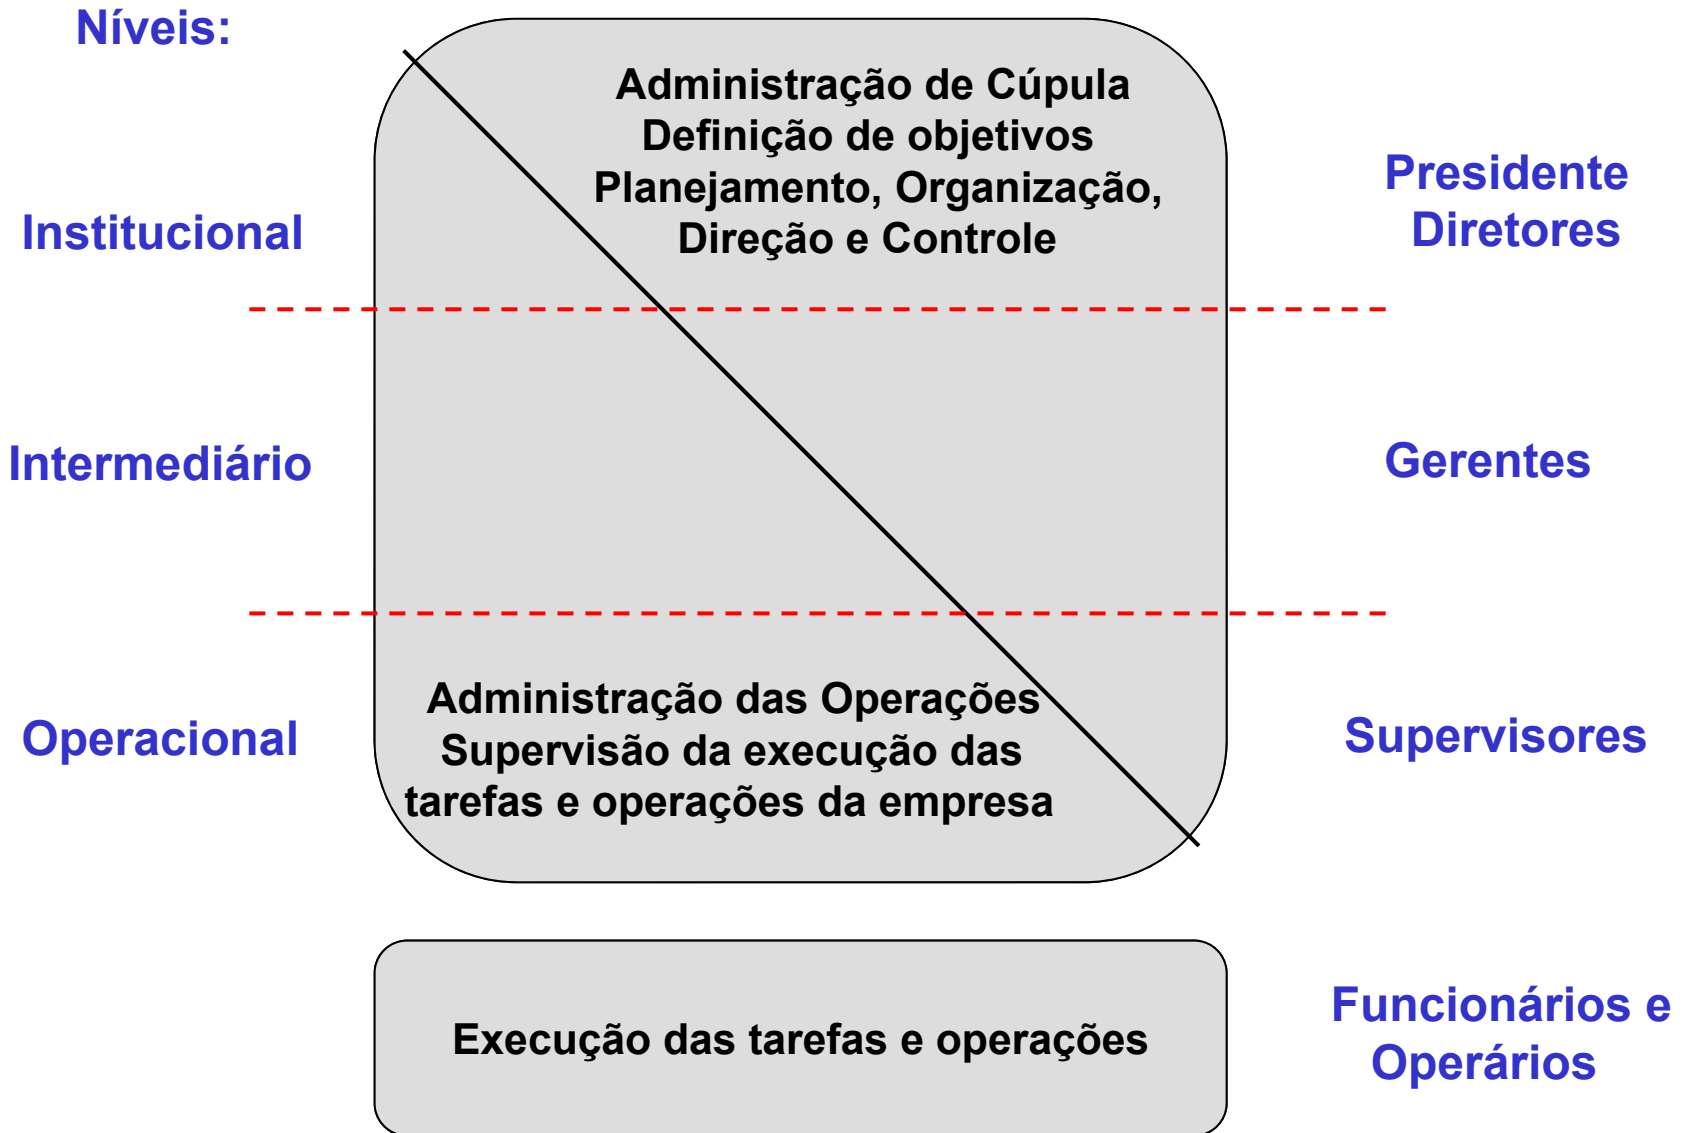 Níveis:
Administração de Cúpula
Definição de objetivos
Planejamento, Organização,
Direção e Controle
Institucional
Presidente
Diretores
Intermediário
Gerentes
Operacional
Administração das Operações
Supervisão da execução das
tarefas e operações da empresa
Supervisores
Execução das tarefas e operações
Funcionários e
Operários